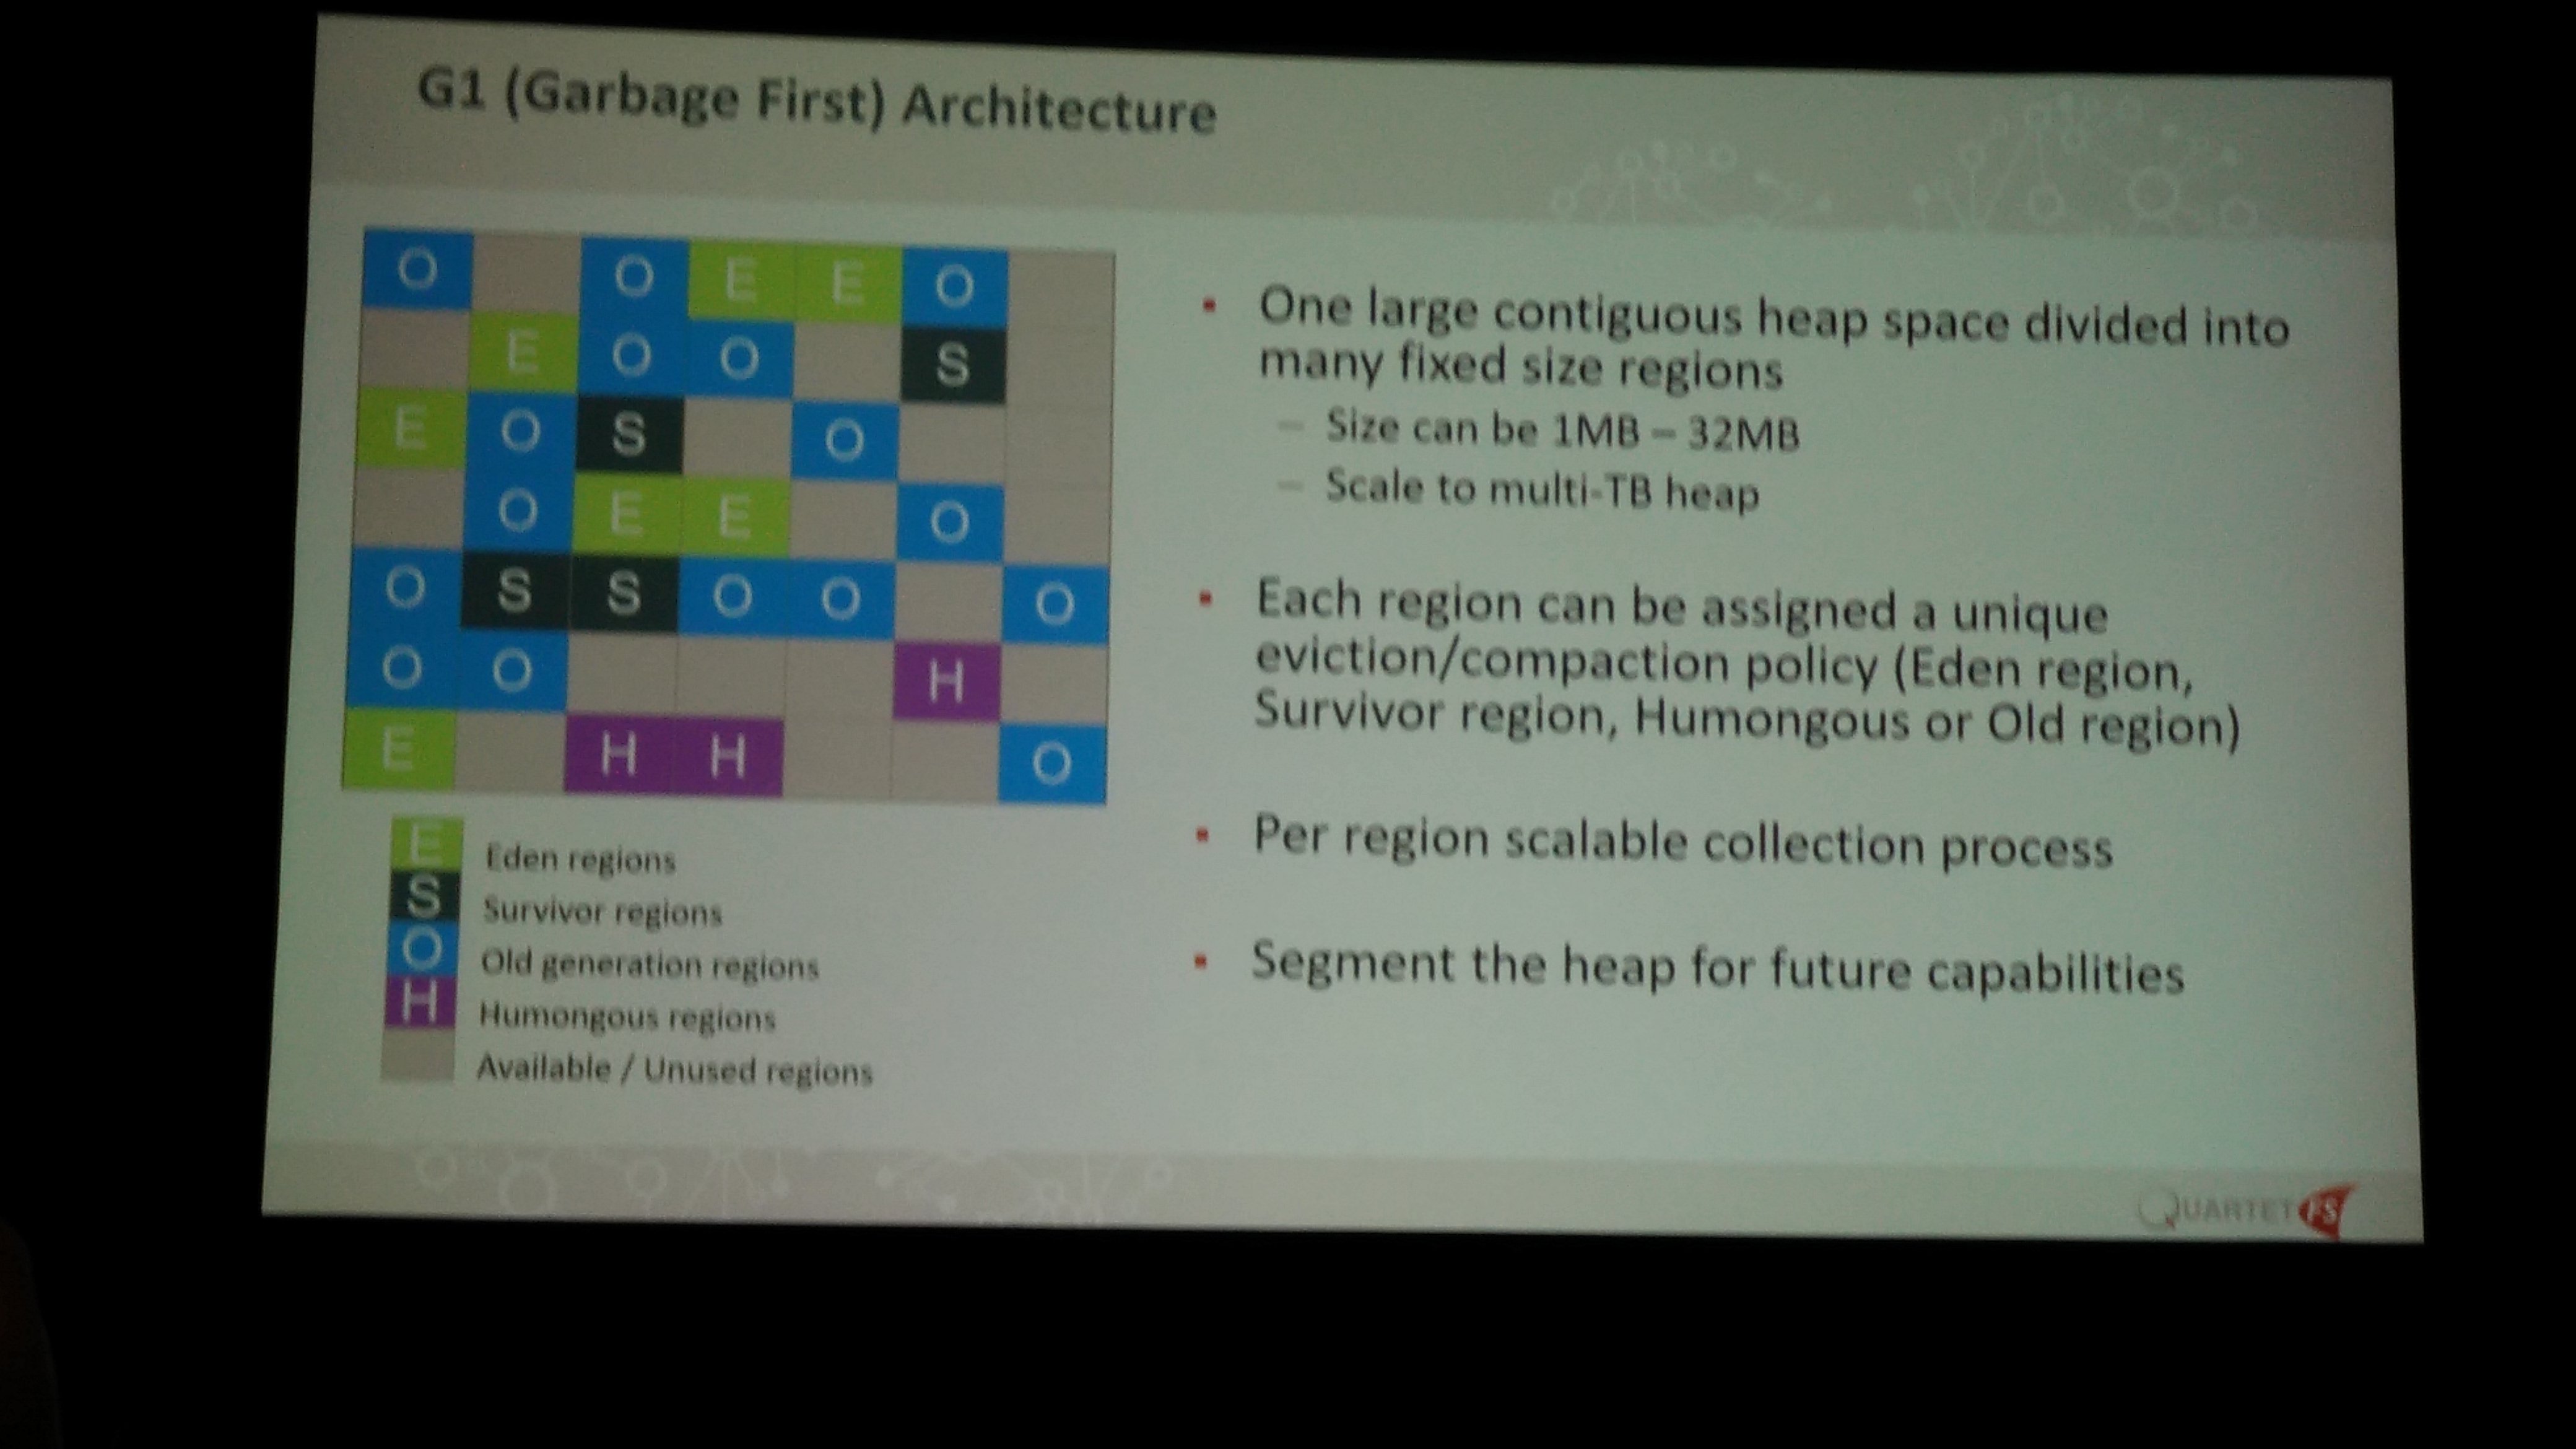 G1 (Garbage First) Architecture
O O E E O
E O O S
E O S O
O E E O
O S S O O O
O O H
E H H O
E Eden regions
S Survivor regions
O Old generation regions
H Humongous regions
Available / Unused regions
One large contiguous heap space divided into
many fixed size regions
– Size can be 1MB – 32MB
– Scale to multi-TB heap
Each region can be assigned a unique
eviction/compaction policy (Eden region,
Survivor region, Humongous or Old region)
Per region scalable collection process
Segment the heap for future capabilities
QUARTET FS